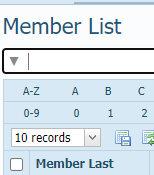 Member List
A-Z A B C
0-9 0 1 2
10 records
Member Last